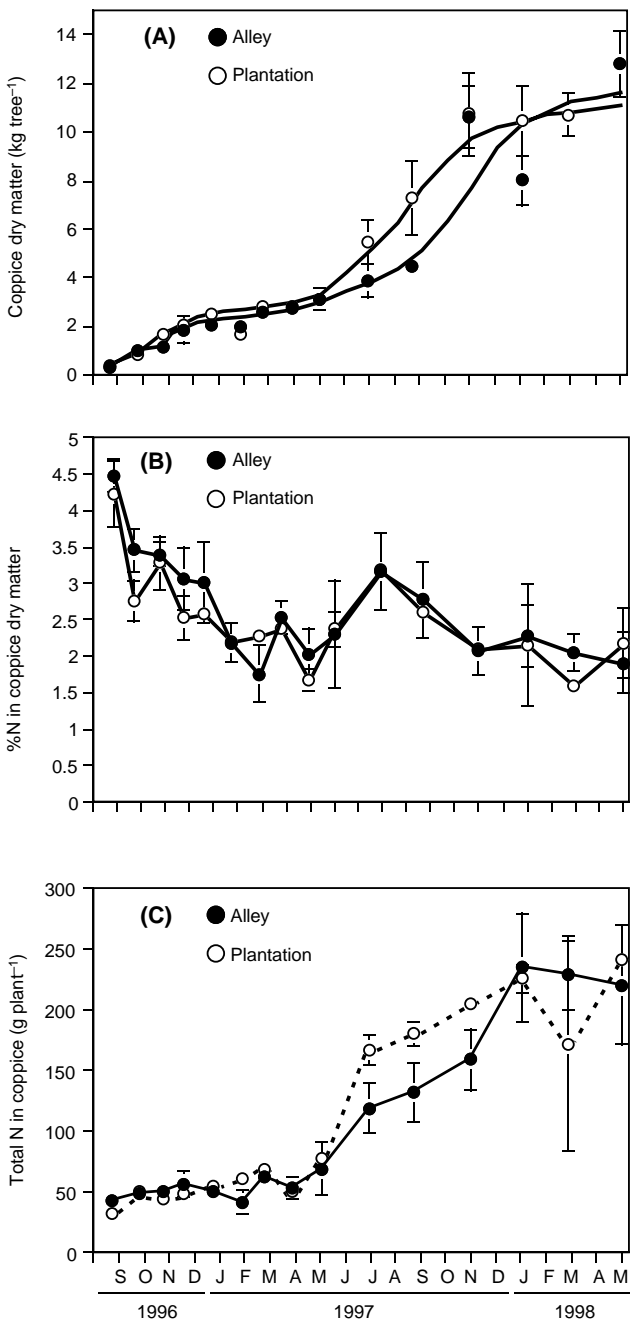 (A)
Alley
Plantation
14
12
10
8
6
4
2
0
Coppice dry matter (kg tree⁻¹)
(B)
Alley
Plantation
5
4.5
4
3.5
3
2.5
2
1.5
1
0.5
0
%N in coppice dry matter
(C)
Alley
Plantation
300
250
200
150
100
50
0
Total N in coppice (g plant⁻¹)
S O N D J F M A M J J A S O N D J F M A M
1996 1997 1998